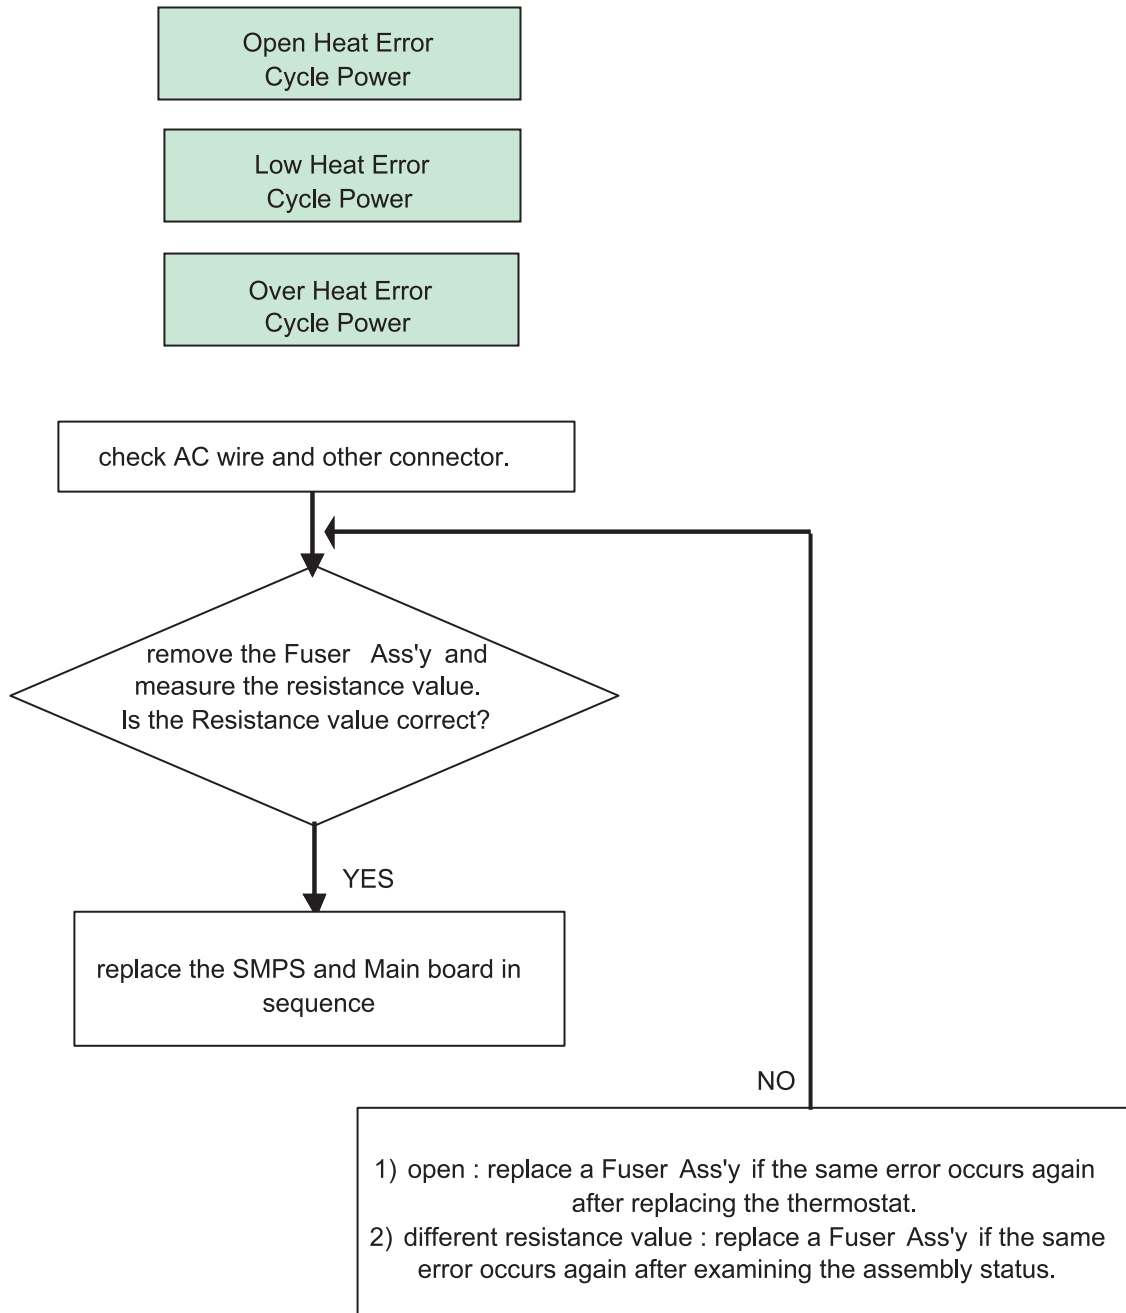 Open Heat Error
Cycle Power
Low Heat Error
Cycle Power
Over Heat Error
Cycle Power
check AC wire and other connector.
remove the Fuser Ass'y and
measure the resistance value.
Is the Resistance value correct?
YES
replace the SMPS and Main board in
sequence
NO
1) open : replace a Fuser Ass'y if the same error occurs again
after replacing the thermostat.
2) different resistance value : replace a Fuser Ass'y if the same
error occurs again after examining the assembly status.